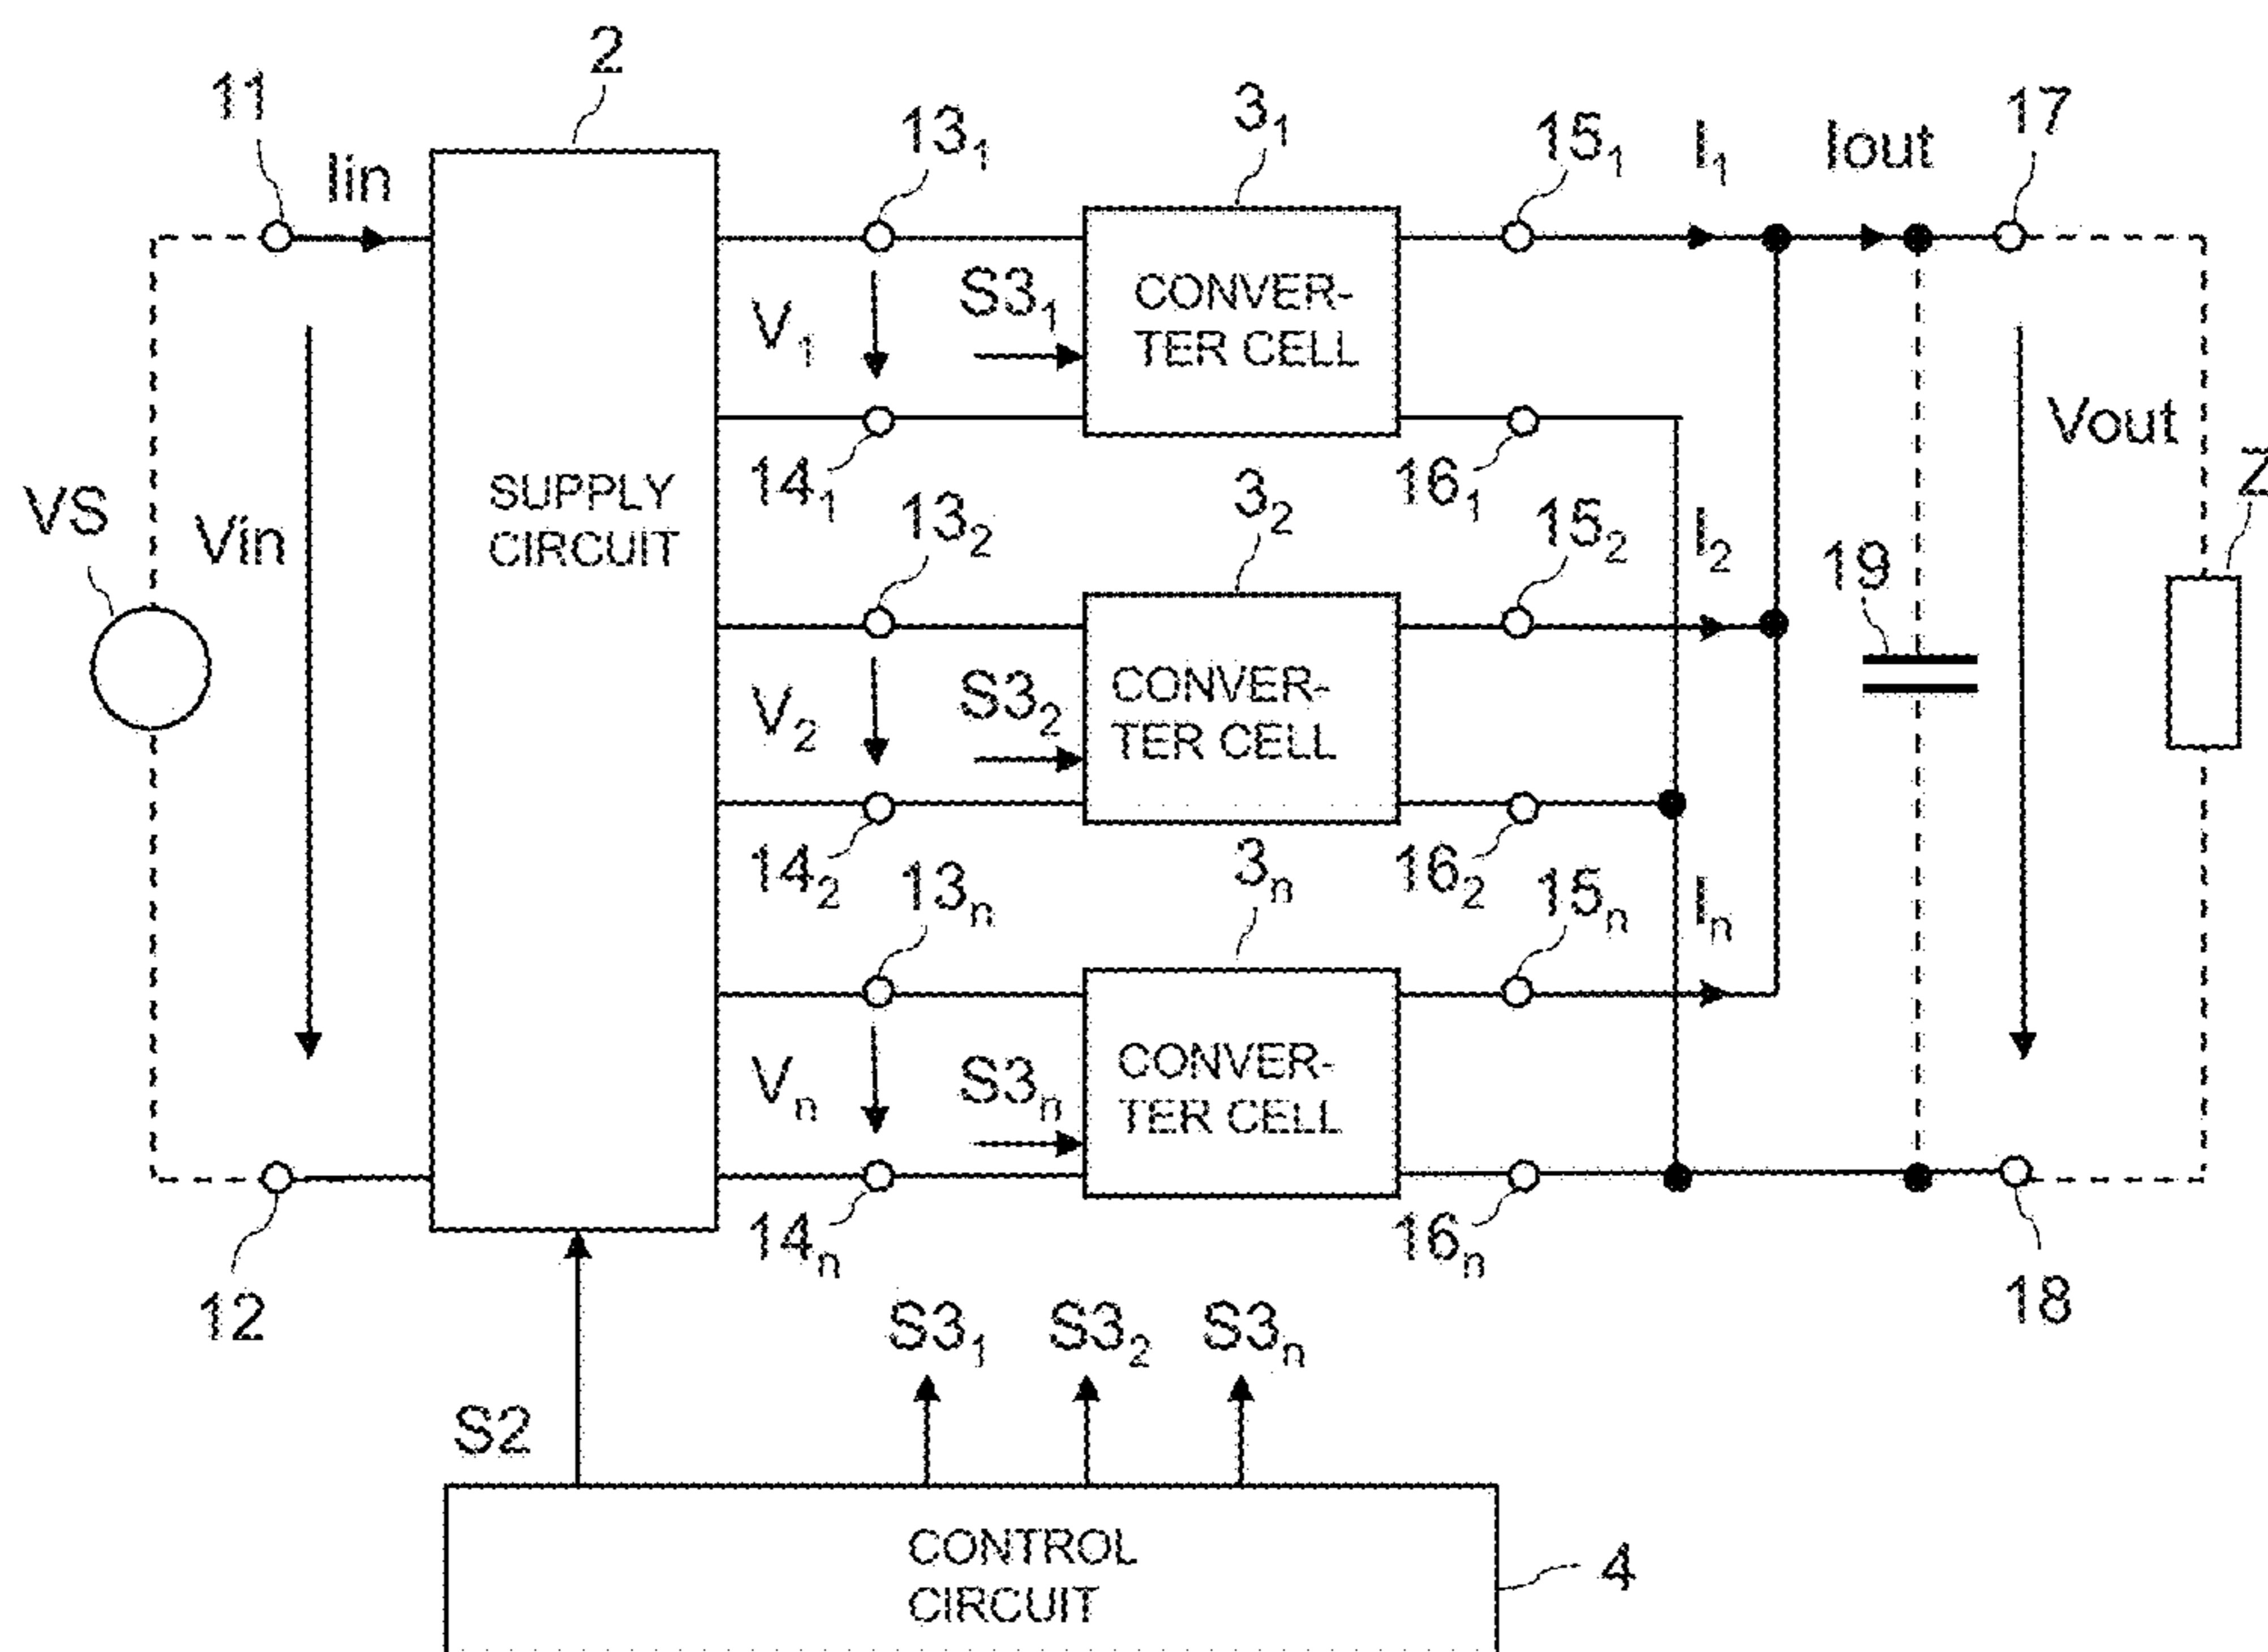 2
11
Iin
13₁
3₁
15₁
I₁
Iout
17
V₁
S3₁
CONVER-
TER CELL
Vout
14₁
16₁
Z
VS
Vin
SUPPLY
CIRCUIT
13₂
3₂
15₂
I₂
19
V₂
S3₂
CONVER-
TER CELL
14₂
16₂
13ₙ
3ₙ
15ₙ
Iₙ
Vₙ
S3ₙ
CONVER-
TER CELL
14ₙ
16ₙ
12
18
S3₁
S3₂
S3ₙ
S2
CONTROL
CIRCUIT
4